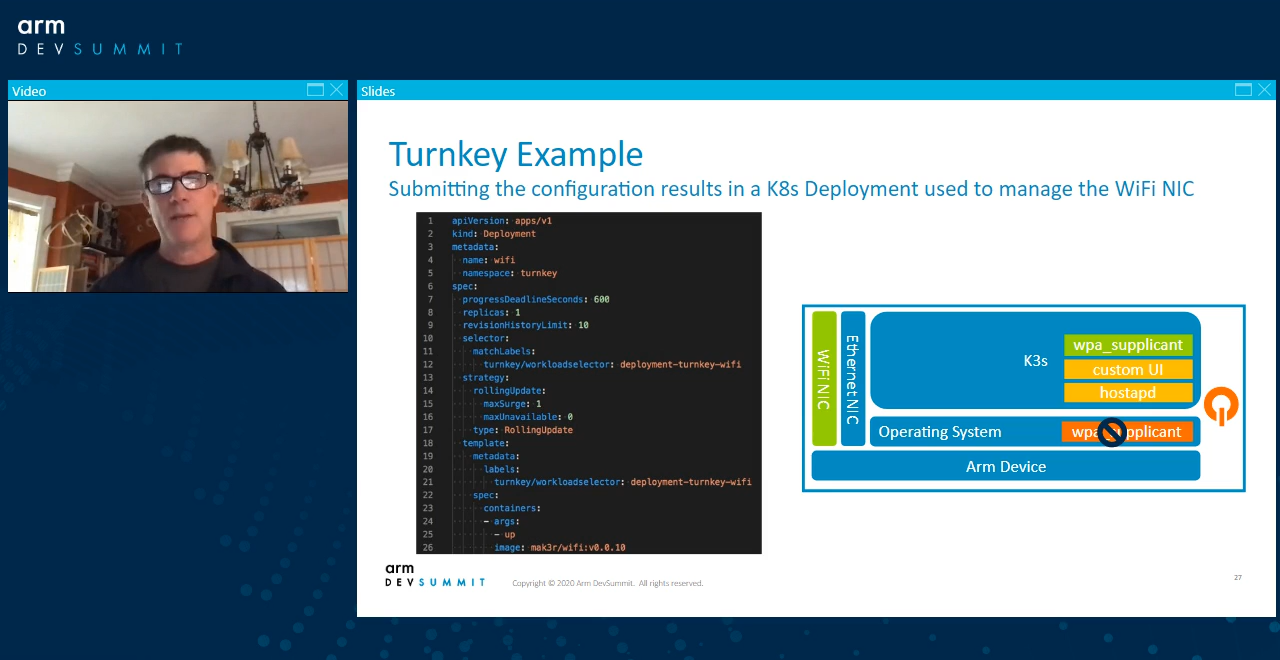 arm
DEVSUMMIT
Video
Slides
Turnkey Example
Submitting the configuration results in a K8s Deployment used to manage the WiFi NIC
1 apiVersion: apps/v1
2 kind: Deployment
3 metadata:
4 name: wifi
5 namespace: turnkey
6 spec:
7 progressDeadlineSeconds: 600
8 replicas: 1
9 revisionHistoryLimit: 10
10 selector:
11 matchLabels:
12 turnkey/workloadselector: deployment-turnkey-wifi
13 strategy:
14 rollingUpdate:
15 maxSurge: 1
16 maxUnavailable: 0
17 type: RollingUpdate
18 template:
19 metadata:
20 labels:
21 turnkey/workloadselector: deployment-turnkey-wifi
22 spec:
23 containers:
24 - args:
25 - up
26 image: mak3r/wifi:v0.0.10
WiFi NIC
Ethernet NIC
K3s
wpa_supplicant
custom UI
hostapd
Operating System
wpa_supplicant
Arm Device
arm
DEVSUMMIT
Copyright © 2020 Arm DevSummit. All rights reserved.
27